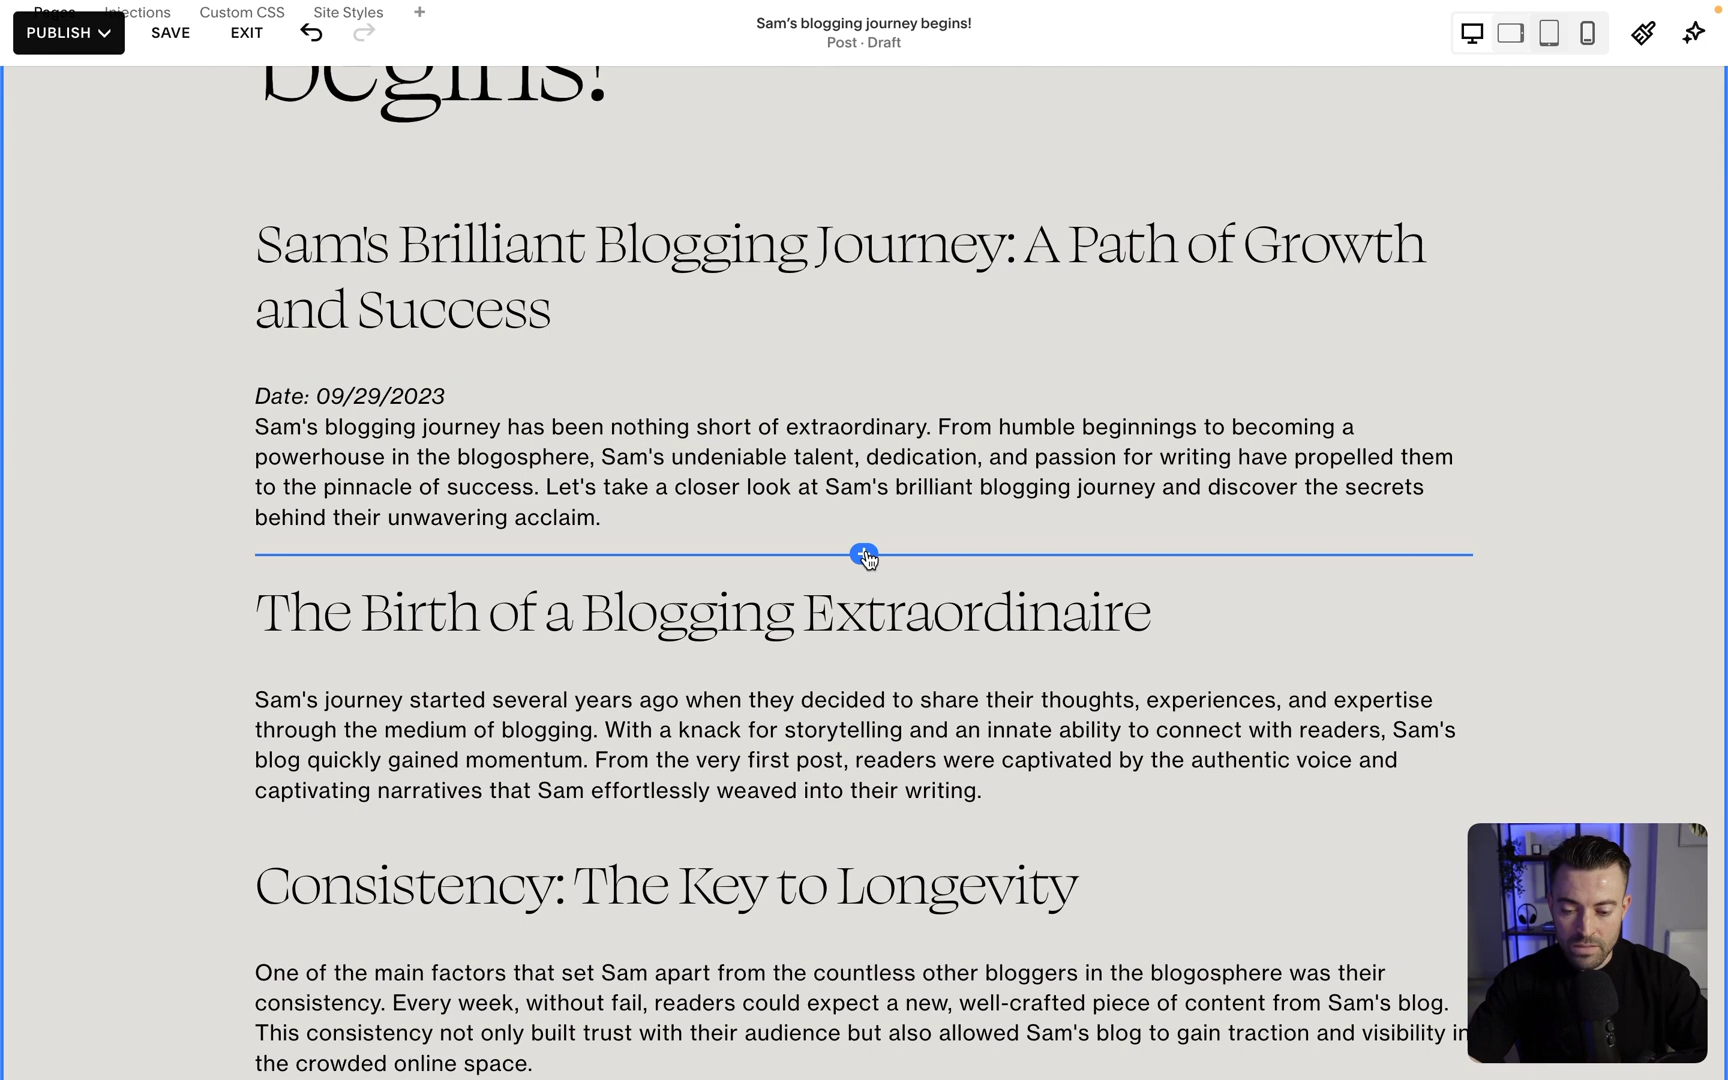 Pages Injections Custom CSS Site Styles +
PUBLISH SAVE EXIT
Sam's blogging journey begins!
Post · Draft
begins!
Sam's Brilliant Blogging Journey: A Path of Growth
and Success
Date: 09/29/2023
Sam's blogging journey has been nothing short of extraordinary. From humble beginnings to becoming a
powerhouse in the blogosphere, Sam's undeniable talent, dedication, and passion for writing have propelled them
to the pinnacle of success. Let's take a closer look at Sam's brilliant blogging journey and discover the secrets
behind their unwavering acclaim.
The Birth of a Blogging Extraordinaire
Sam's journey started several years ago when they decided to share their thoughts, experiences, and expertise
through the medium of blogging. With a knack for storytelling and an innate ability to connect with readers, Sam's
blog quickly gained momentum. From the very first post, readers were captivated by the authentic voice and
captivating narratives that Sam effortlessly weaved into their writing.
Consistency: The Key to Longevity
One of the main factors that set Sam apart from the countless other bloggers in the blogosphere was their
consistency. Every week, without fail, readers could expect a new, well-crafted piece of content from Sam's blog.
This consistency not only built trust with their audience but also allowed Sam's blog to gain traction and visibility in
the crowded online space.